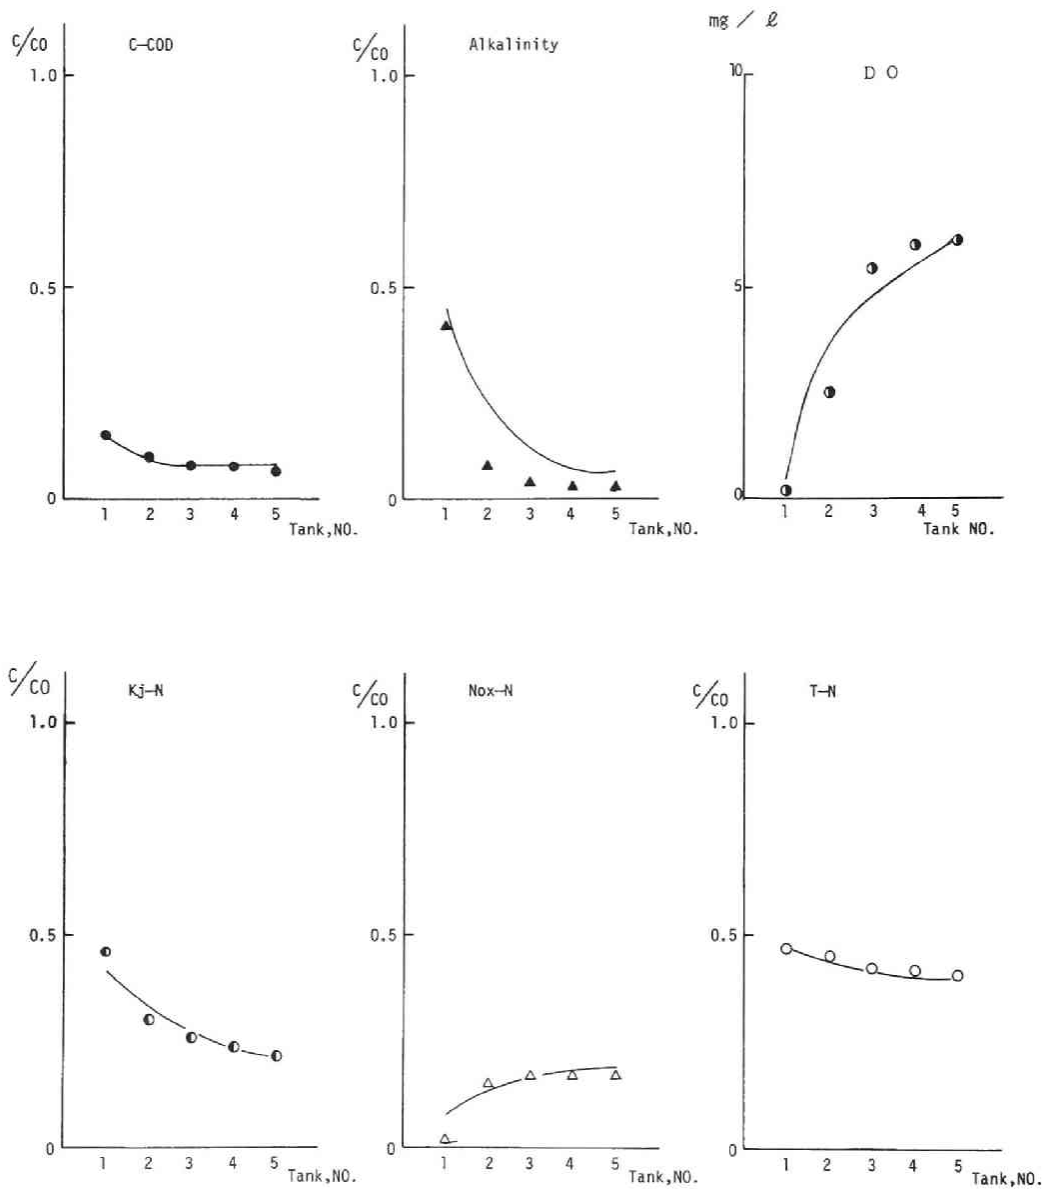 C/CO
C-COD
1.0
0.5
0
1 2 3 4 5
Tank,NO.
C/CO
Alkalinity
1.0
0.5
0
1 2 3 4 5
Tank,NO.
mg / ℓ
D O
10
5
0
1 2 3 4 5
Tank NO.
C/CO
Kj-N
1.0
0.5
0
1 2 3 4 5
Tank,NO.
C/CO
Nox-N
1.0
0.5
0
1 2 3 4 5
Tank,NO.
C/CO
T-N
1.0
0.5
0
1 2 3 4 5
Tank,NO.